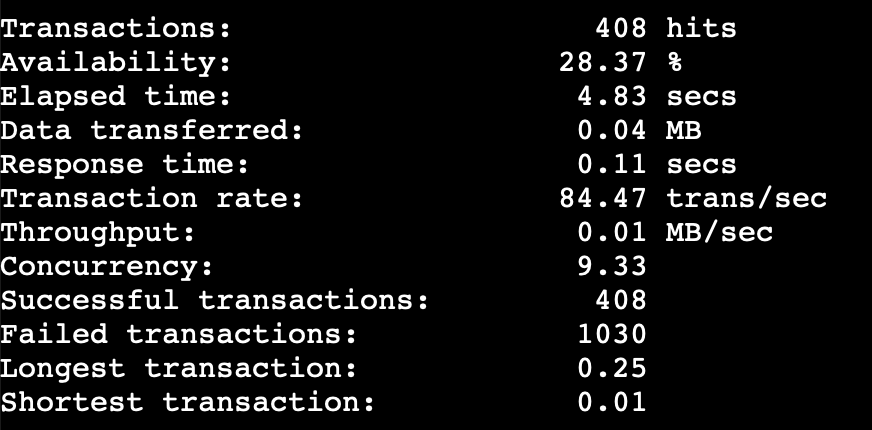 Transactions: 408 hits
Availability: 28.37 %
Elapsed time: 4.83 secs
Data transferred: 0.04 MB
Response time: 0.11 secs
Transaction rate: 84.47 trans/sec
Throughput: 0.01 MB/sec
Concurrency: 9.33
Successful transactions: 408
Failed transactions: 1030
Longest transaction: 0.25
Shortest transaction: 0.01